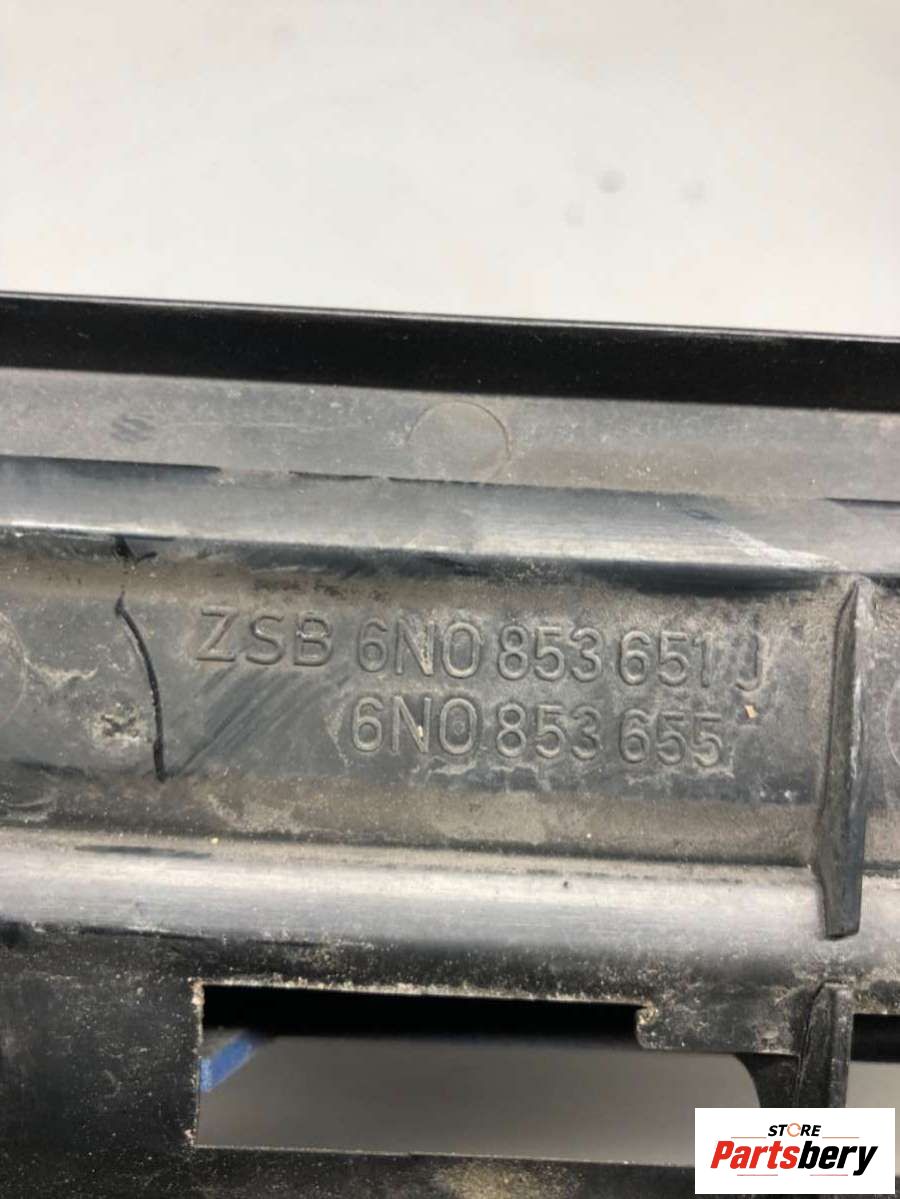 ZSB 6N0 853 651 J
6N0 853 655
STORE
Partsbery